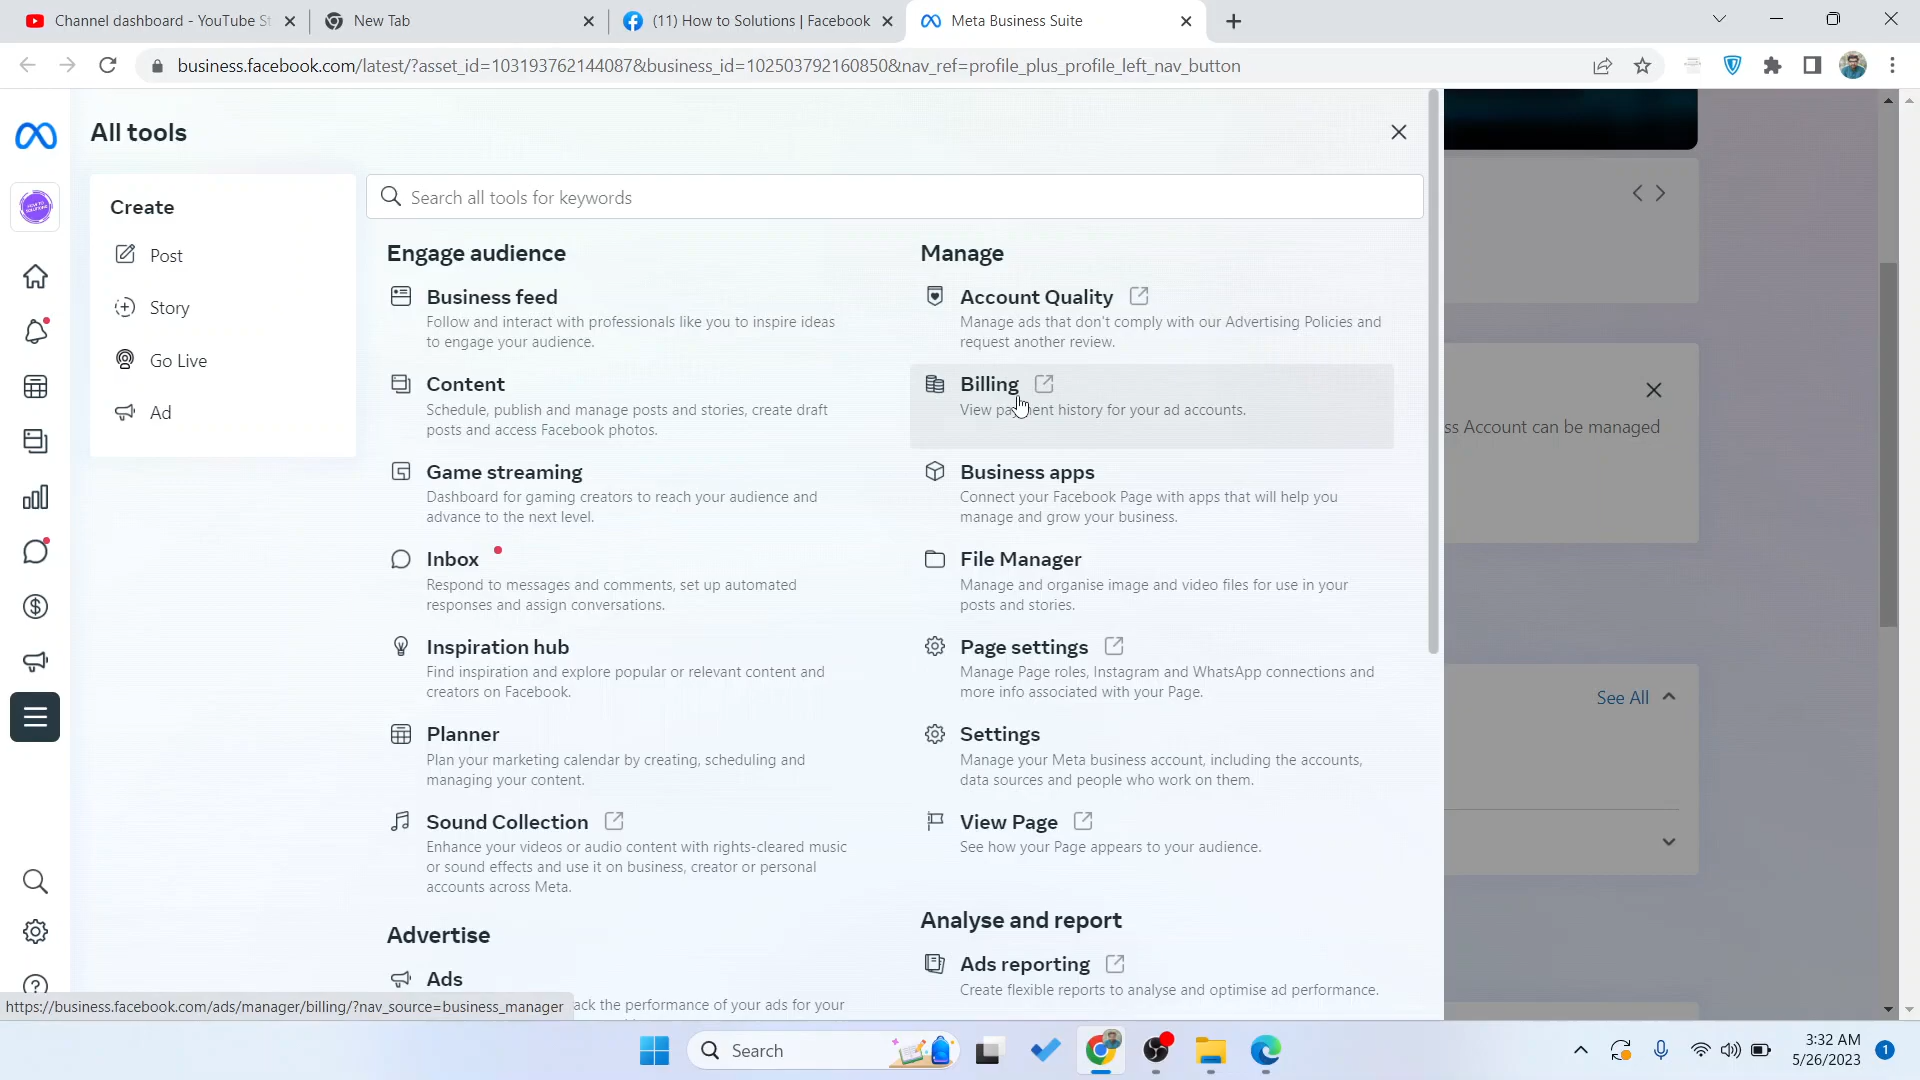 Channel dashboard - YouTube St
New Tab
(11) How to Solutions | Facebook
Meta Business Suite
business.facebook.com/latest/?asset_id=103193762144087&business_id=102503792160850&nav_ref=profile_plus_profile_left_nav_button
All tools
Create
Post
Story
Go Live
Ad
Search all tools for keywords
Engage audience
Business feed
Follow and interact with professionals like you to inspire ideas
to engage your audience.
Content
Schedule, publish and manage posts and stories, create draft
posts and access Facebook photos.
Game streaming
Dashboard for gaming creators to reach your audience and
advance to the next level.
Inbox
Respond to messages and comments, set up automated
responses and assign conversations.
Inspiration hub
Find inspiration and explore popular or relevant content and
creators on Facebook.
Planner
Plan your marketing calendar by creating, scheduling and
managing your content.
Sound Collection
Enhance your videos or audio content with rights-cleared music
or sound effects and use it on business, creator or personal
accounts across Meta.
Advertise
Ads
ack the performance of your ads for your
Manage
Account Quality
Manage ads that don't comply with our Advertising Policies and
request another review.
Billing
View payment history for your ad accounts.
Business apps
Connect your Facebook Page with apps that will help you
manage and grow your business.
File Manager
Manage and organise image and video files for use in your
posts and stories.
Page settings
Manage Page roles, Instagram and WhatsApp connections and
more info associated with your Page.
Settings
Manage your Meta business account, including the accounts,
data sources and people who work on them.
View Page
See how your Page appears to your audience.
Analyse and report
Ads reporting
Create flexible reports to analyse and optimise ad performance.
ss Account can be managed
See All
https://business.facebook.com/ads/manager/billing/?nav_source=business_manager
Search
3:32 AM
5/26/2023
1